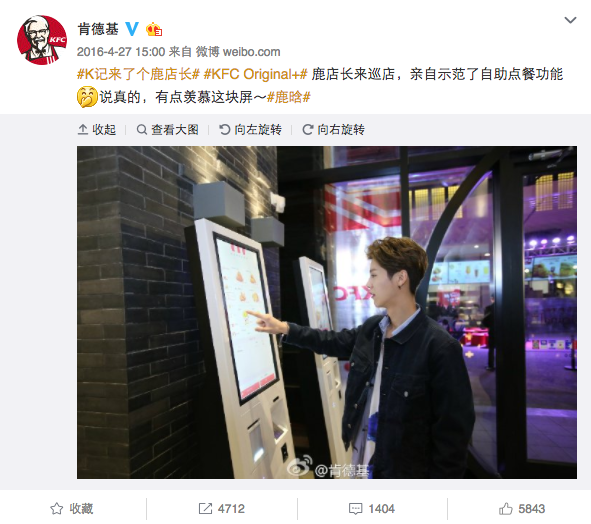 肯德基
2016-4-27 15:00 来自 微博 weibo.com
#K记来了个鹿店长# #KFC Original+# 鹿店长来巡店，亲自示范了自助点餐功能
说真的，有点羡慕这块屏～#鹿晗#
收起 查看大图 向左旋转 向右旋转
KFC
@肯德基
收藏 4712 1404 5843